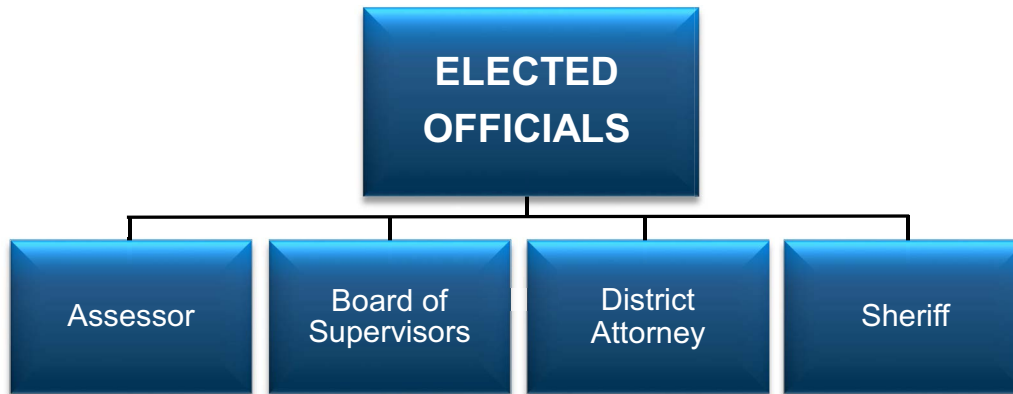 ELECTED
OFFICIALS
Assessor
Board of
Supervisors
District
Attorney
Sheriff